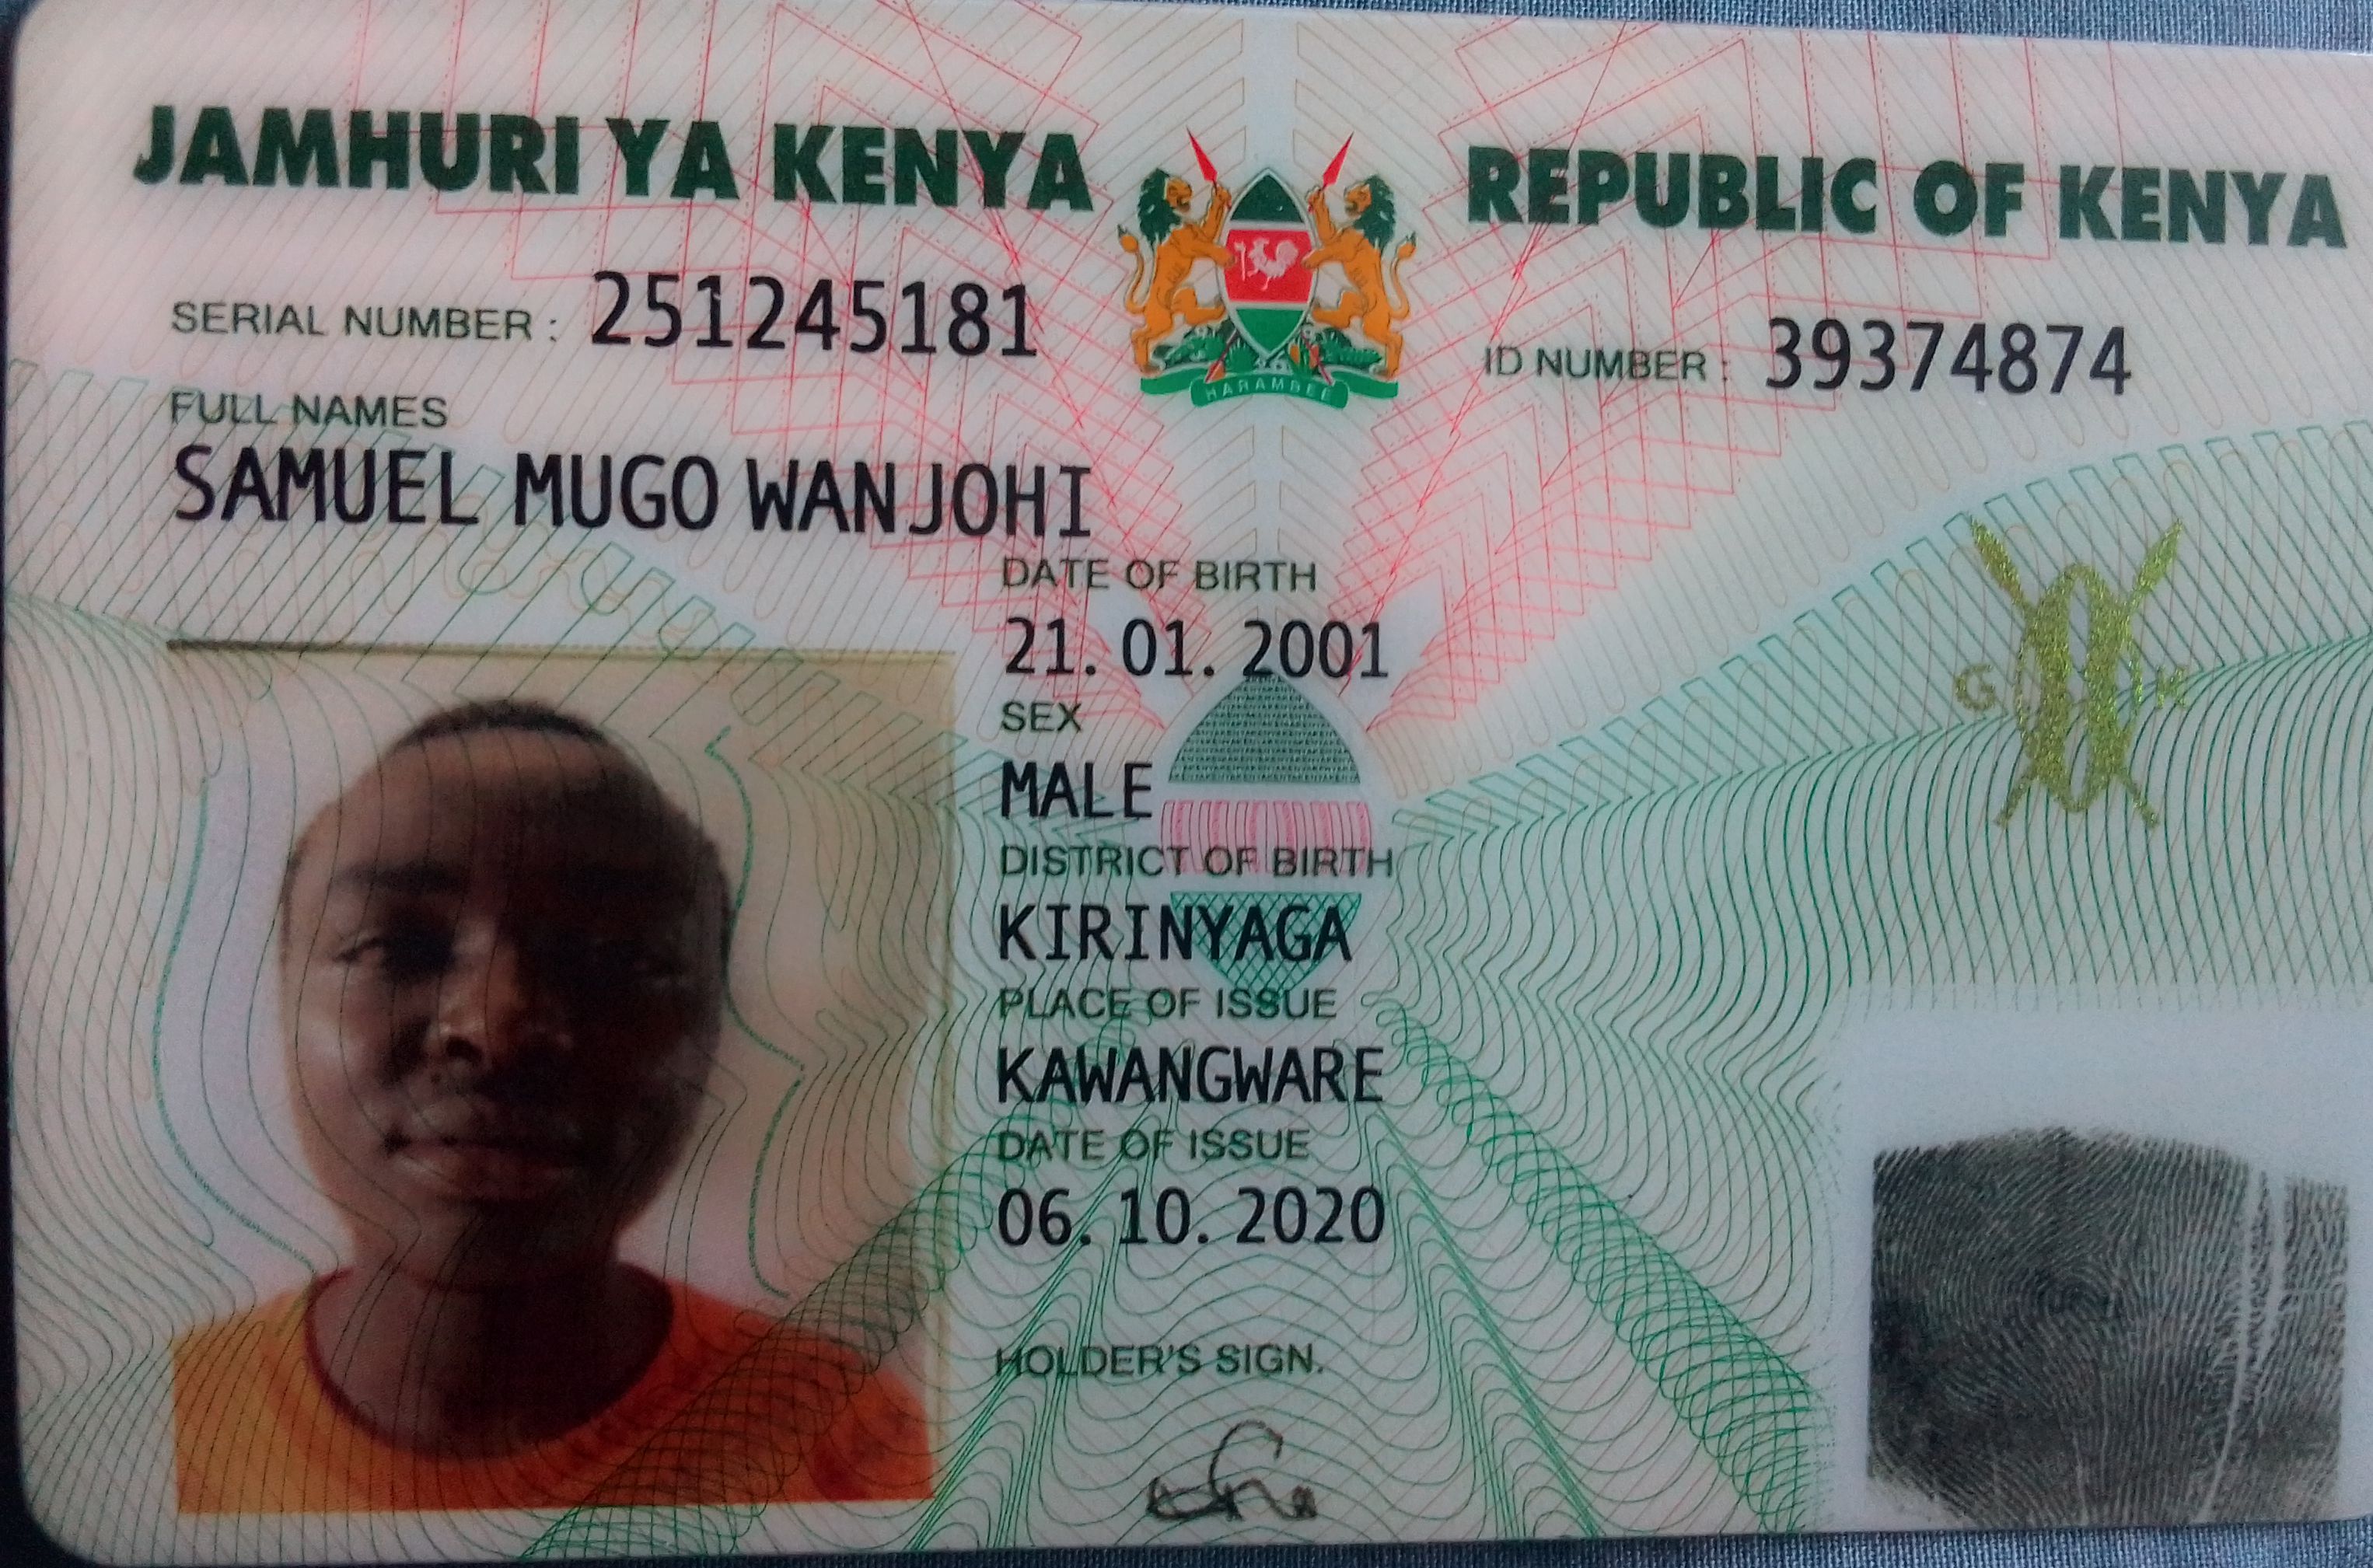 JAMHURI YA KENYA REPUBLIC OF KENYA
SERIAL NUMBER : 251245181 ID NUMBER : 39374874
HARAMBEE
FULL NAMES
SAMUEL MUGO WANJOHI
DATE OF BIRTH
21. 01. 2001
SEX
MALE
G K
DISTRICT OF BIRTH
KIRINYAGA
PLACE OF ISSUE
KAWANGWARE
DATE OF ISSUE
06. 10. 2020
HOLDER'S SIGN.